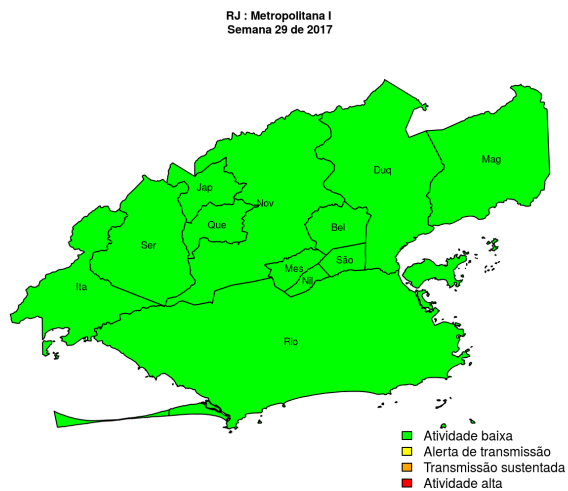 RJ : Metropolitana I
Semana 29 de 2017
Mag
Duq
Jap
Nov
Que
Bel
Ser
São
Mes
Nil
Ita
Rio
Atividade baixa
Alerta de transmissão
Transmissão sustentada
Atividade alta